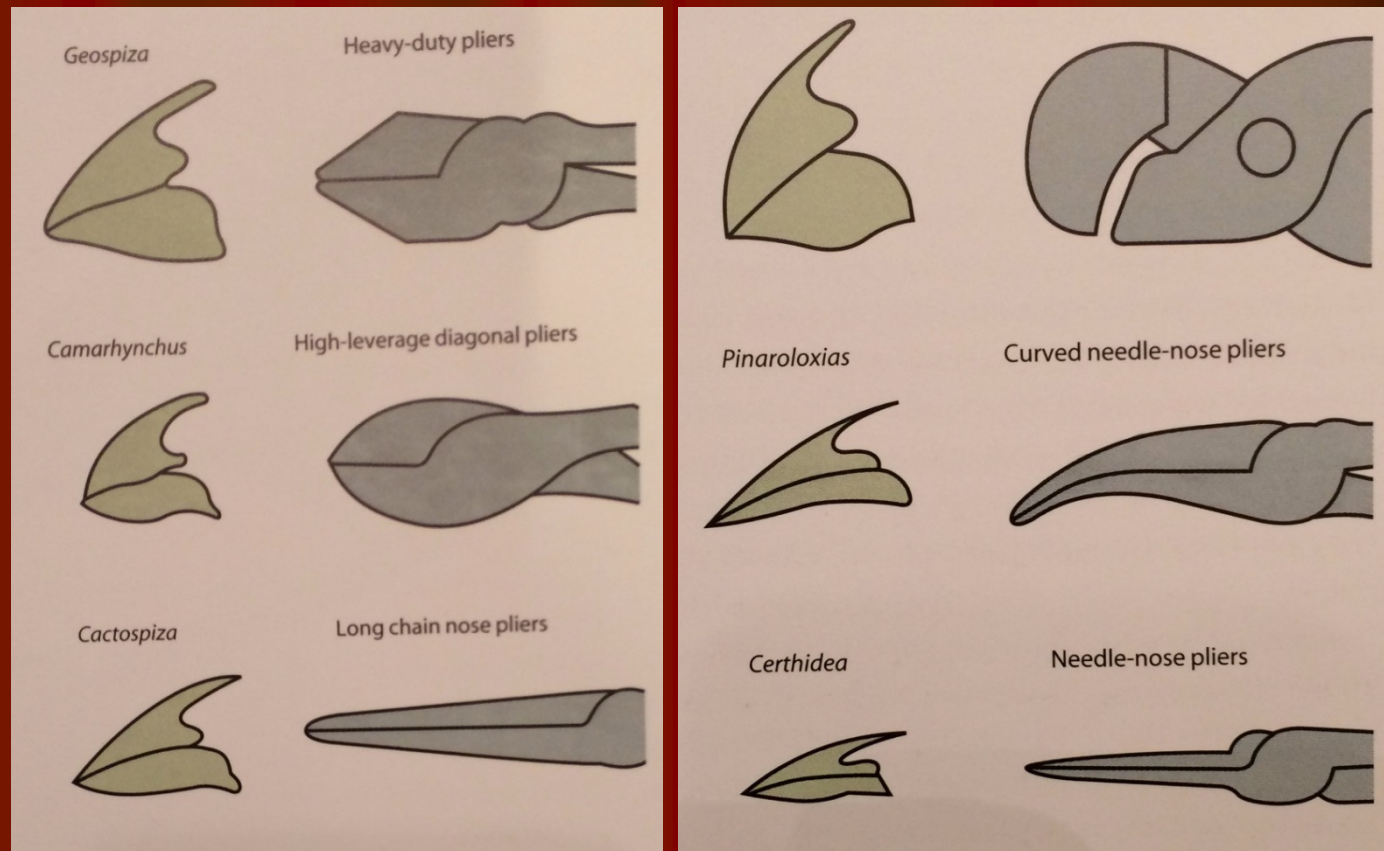 Geospiza
Heavy-duty pliers
Camarhynchus
High-leverage diagonal pliers
Cactospiza
Long chain nose pliers
Pinaroloxias
Curved needle-nose pliers
Certhidea
Needle-nose pliers